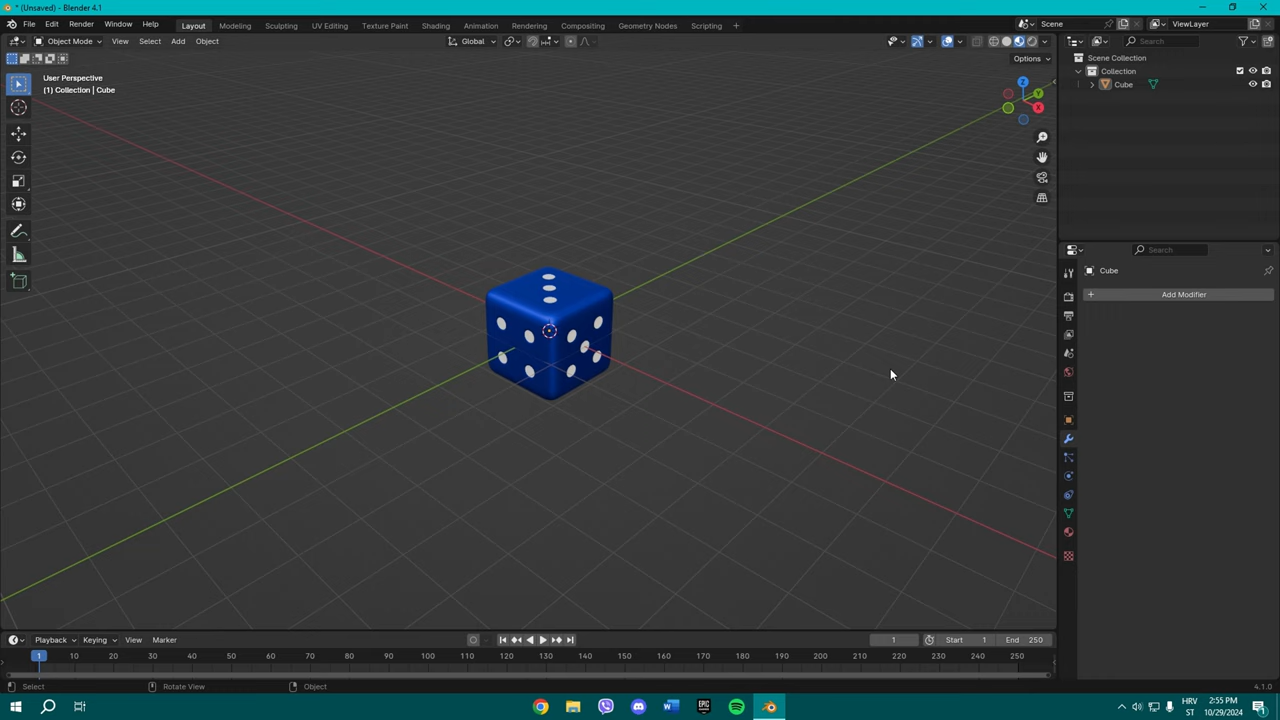 * (Unsaved) - Blender 4.1
File Edit Render Window Help Layout Modeling Sculpting UV Editing Texture Paint Shading Animation Rendering Compositing Geometry Nodes Scripting + Scene ViewLayer
Object Mode View Select Add Object Global Search
Options
User Perspective
(1) Collection | Cube
Z
Y
X
Scene Collection
Collection
Cube
Search
Cube
+ Add Modifier
Playback Keying View Marker 1 Start 1 End 250
1 10 20 30 40 50 60 70 80 90 100 110 120 130 140 150 160 170 180 190 200 210 220 230 240 250
Select Rotate View Object 4.1.0
HRV 2:55 PM
ST 10/29/2024
EPIC
1